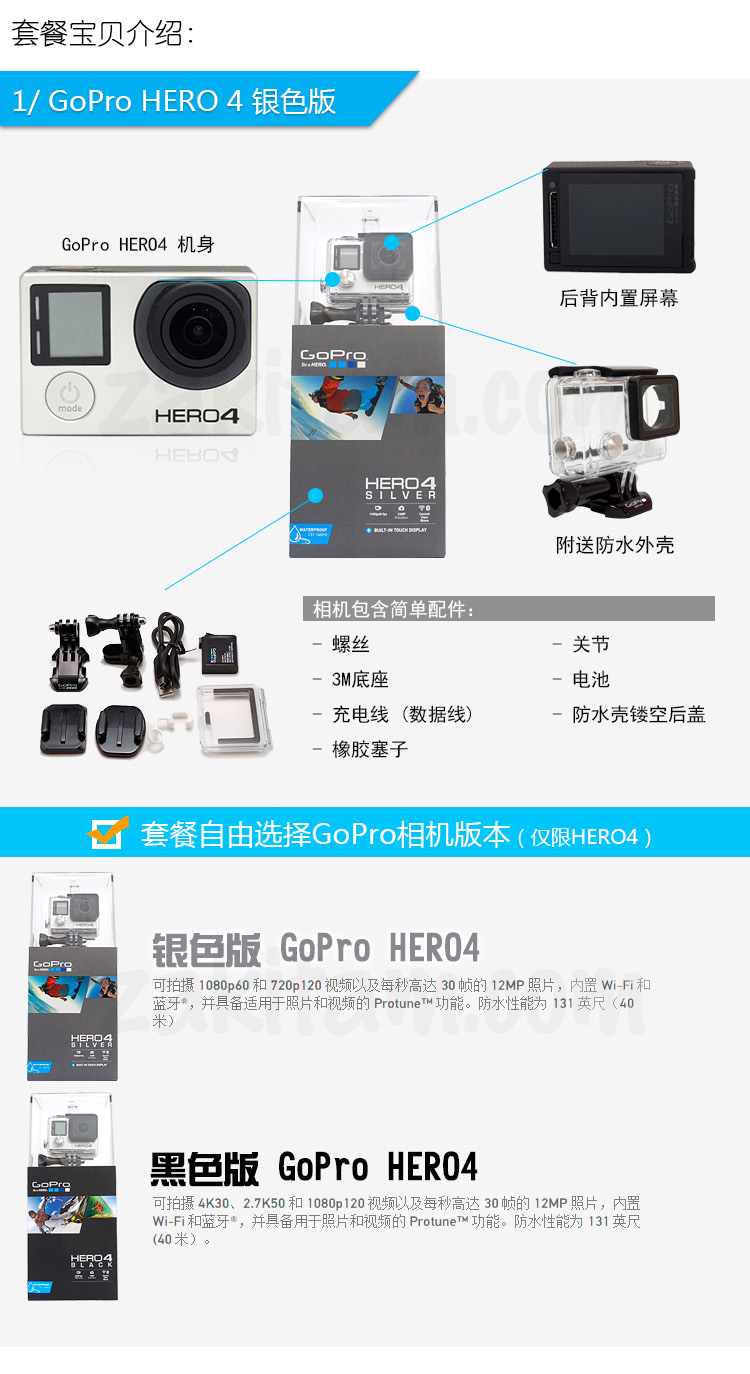 套餐宝贝介绍：
1/ GoPro HERO 4 银色版
GoPro HERO4 机身
后背内置屏幕
mode
HERO4
HERO4
GoPro
Be a HERO.
HERO4
SILVER
WATERPROOF
131' (40m)
BUILT-IN TOUCH DISPLAY
附送防水外壳
相机包含简单配件：
- 螺丝
- 关节
- 3M底座
- 电池
- 充电线（数据线）
- 防水壳镂空后盖
- 橡胶塞子
套餐自由选择GoPro相机版本（仅限HERO4）
GoPro
HERO4
SILVER
BUILT-IN TOUCH DISPLAY
银色版 GoPro HERO4
可拍摄 1080p60 和 720p120 视频以及每秒高达 30 帧的 12MP 照片，内置 Wi-Fi 和
蓝牙®，并具备适用于照片和视频的 Protune™ 功能。防水性能为 131 英尺（40
米）
GoPro
HERO4
BLACK
黑色版 GoPro HERO4
可拍摄 4K30、2.7K50 和 1080p120 视频以及每秒高达 30 帧的 12MP 照片，内置
Wi-Fi 和蓝牙®，并具备用于照片和视频的 Protune™ 功能。防水性能为 131 英尺
(40 米）。